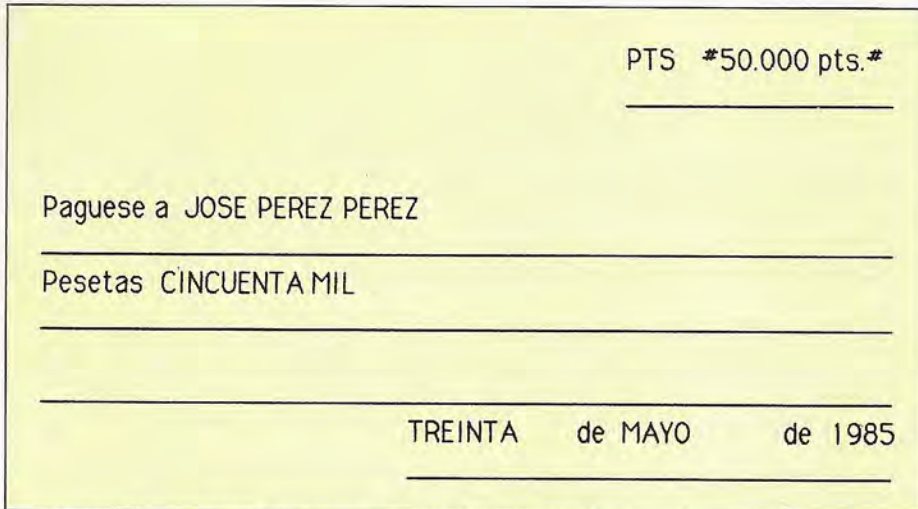 PTS #50.000 pts.#
Paguese a JOSE PEREZ PEREZ
Pesetas CINCUENTA MIL
TREINTA de MAYO de 1985